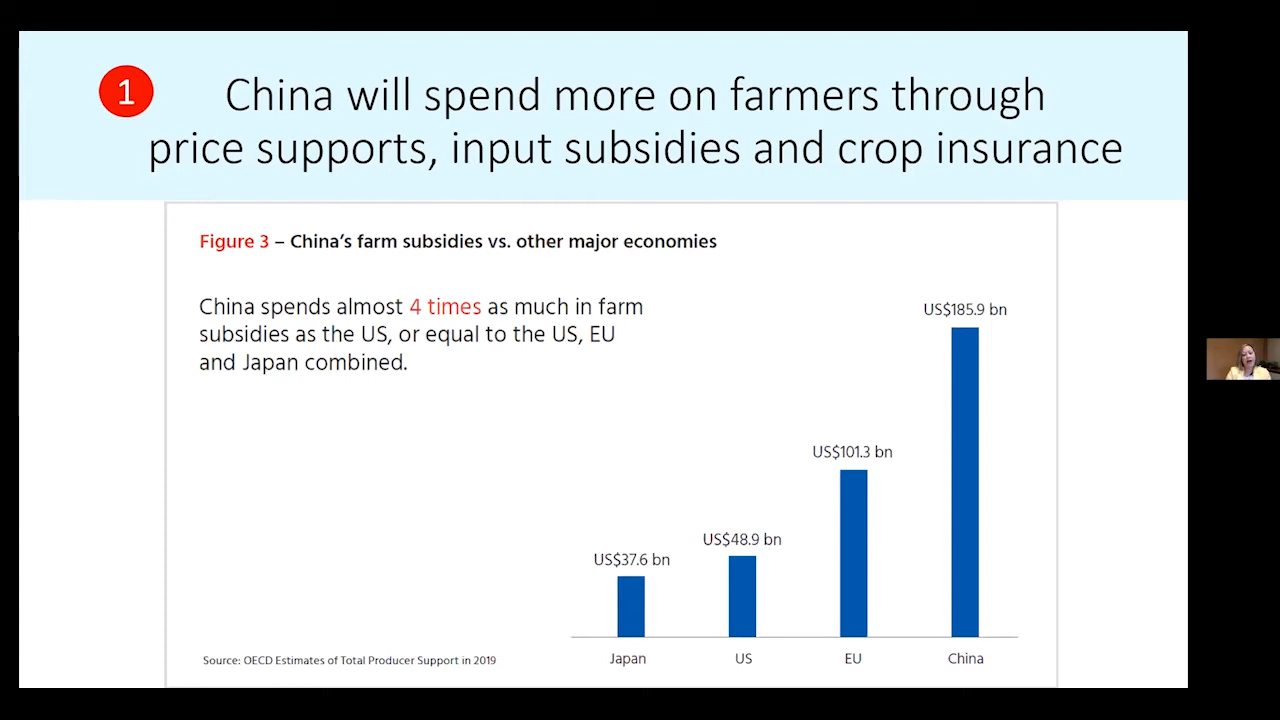 1
China will spend more on farmers through
price supports, input subsidies and crop insurance
Figure 3 – China's farm subsidies vs. other major economies
China spends almost 4 times as much in farm
subsidies as the US, or equal to the US, EU
and Japan combined.
US$185.9 bn
US$101.3 bn
US$48.9 bn
US$37.6 bn
Japan
US
EU
China
Source: OECD Estimates of Total Producer Support in 2019